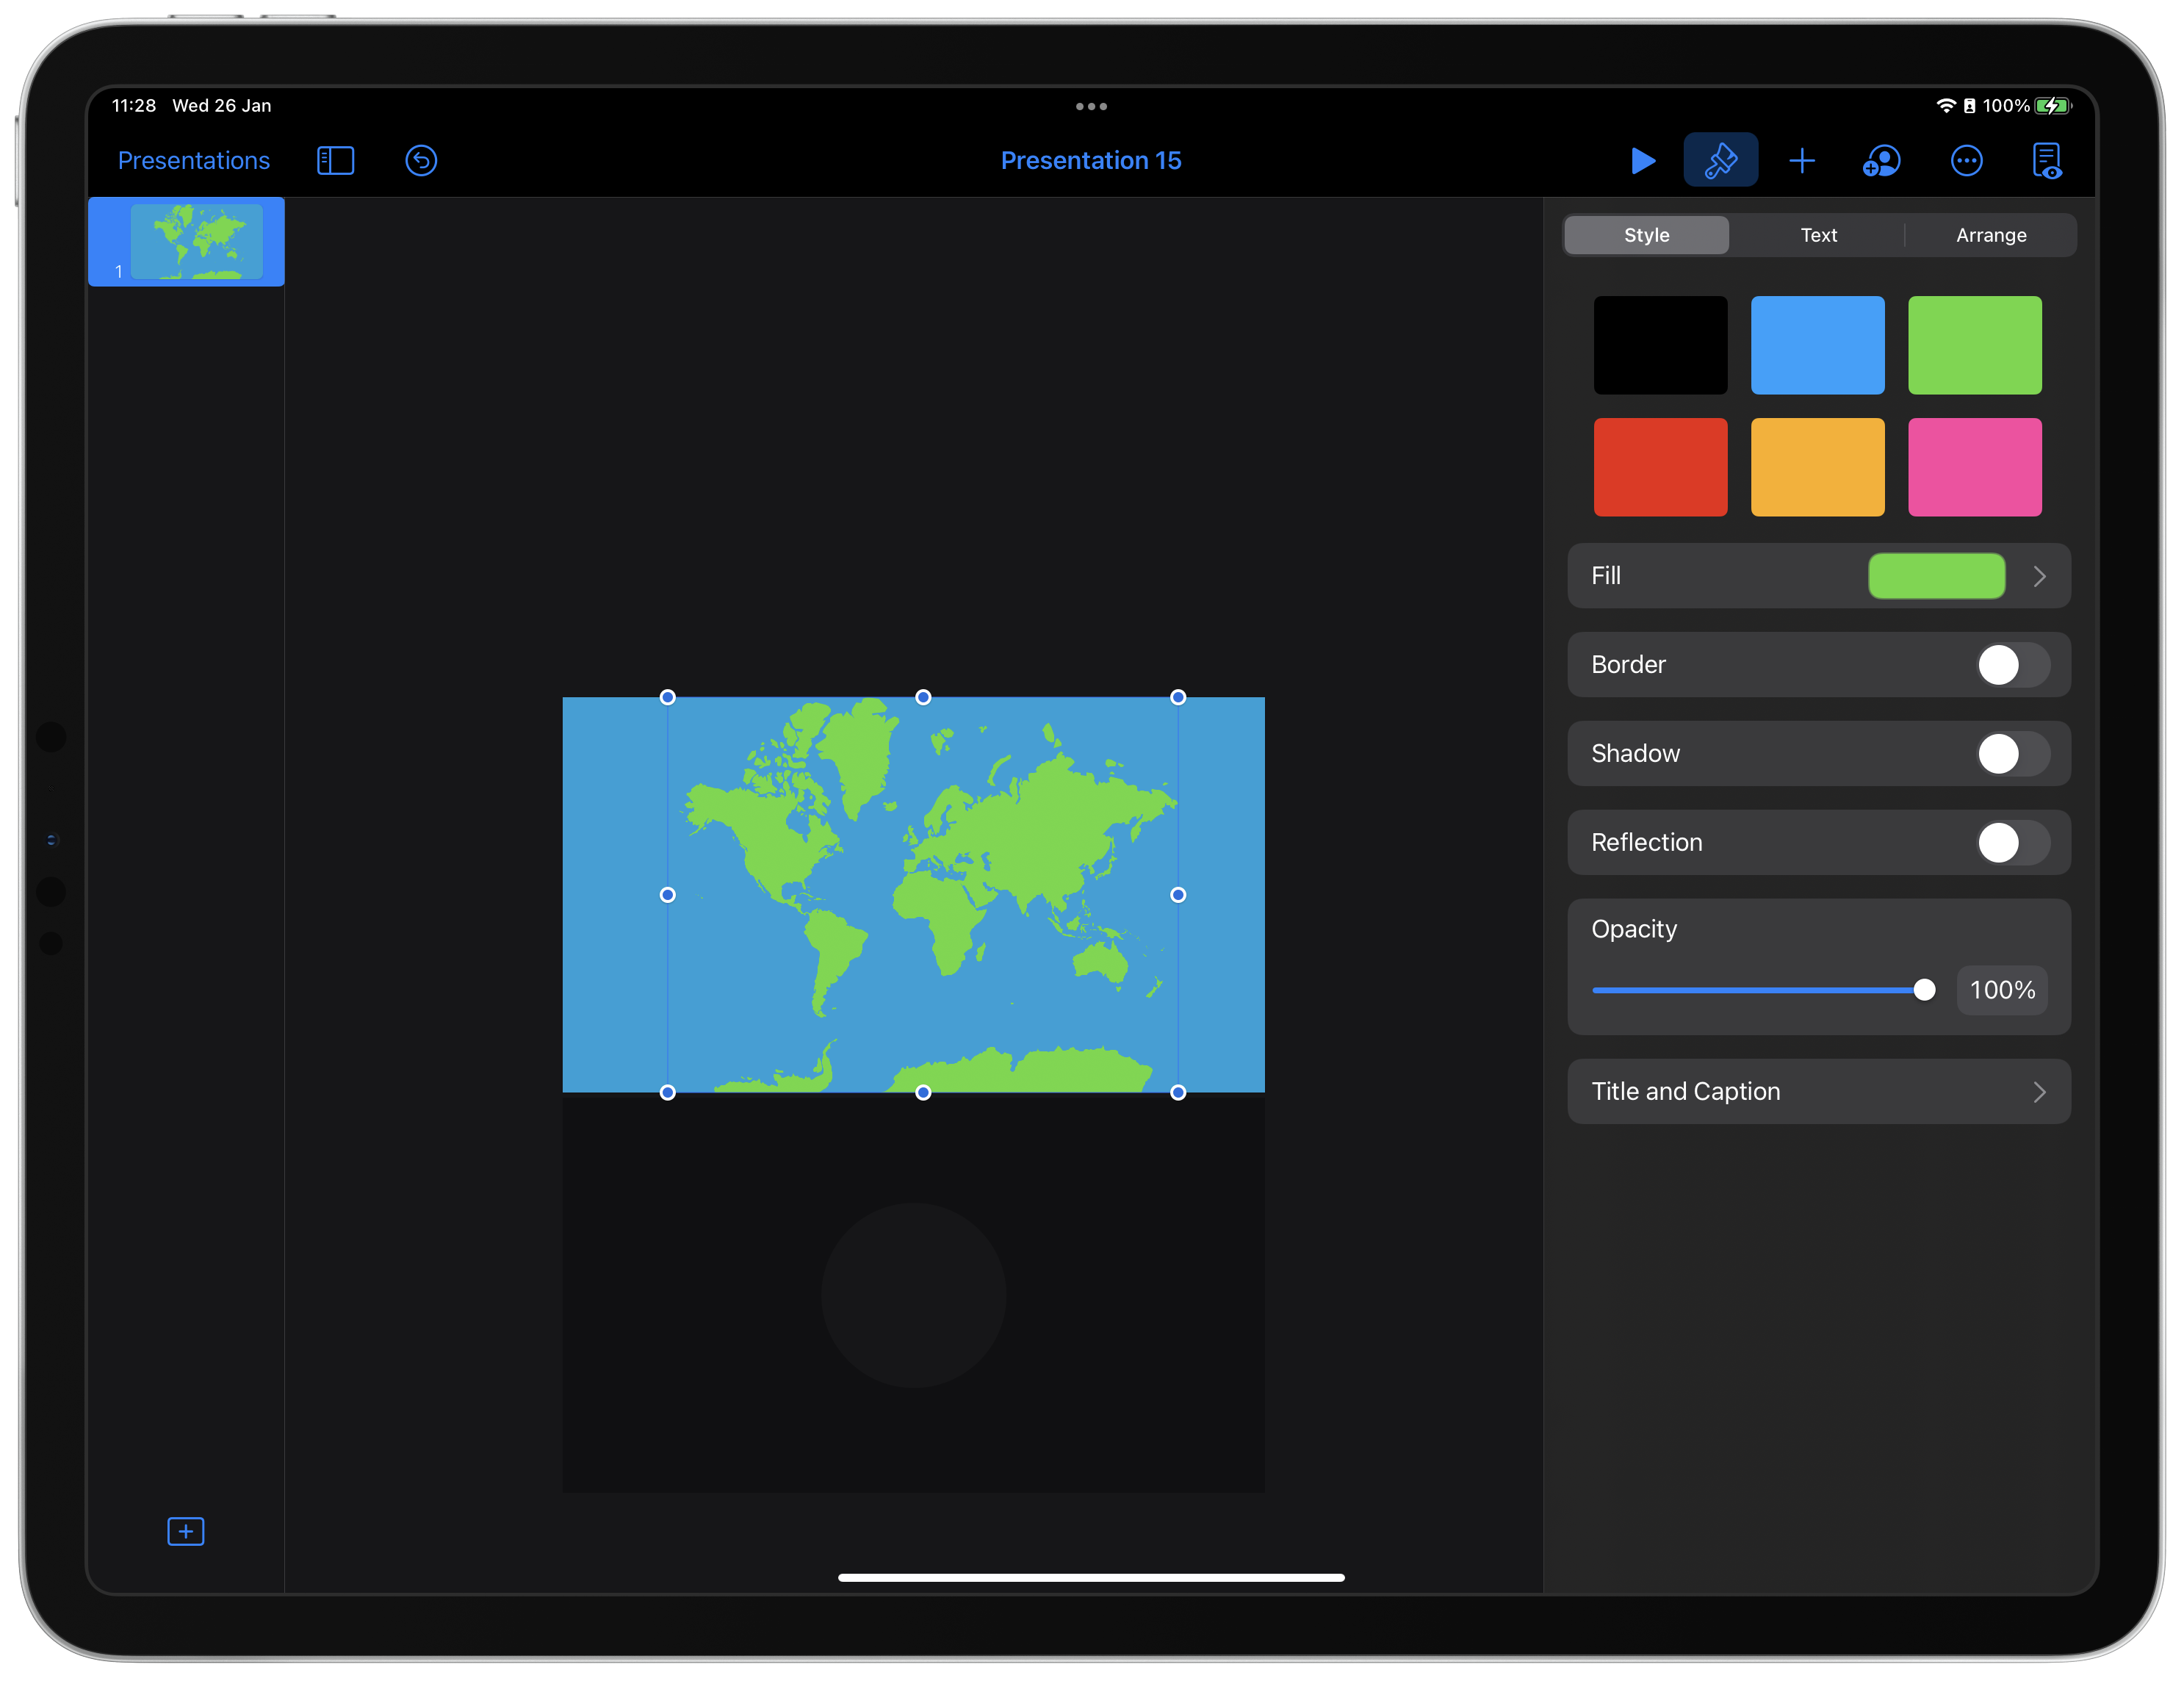 11:28 Wed 26 Jan
100%
Presentations
Presentation 15
1
Style
Text
Arrange
Fill
Border
Shadow
Reflection
Opacity
100%
Title and Caption